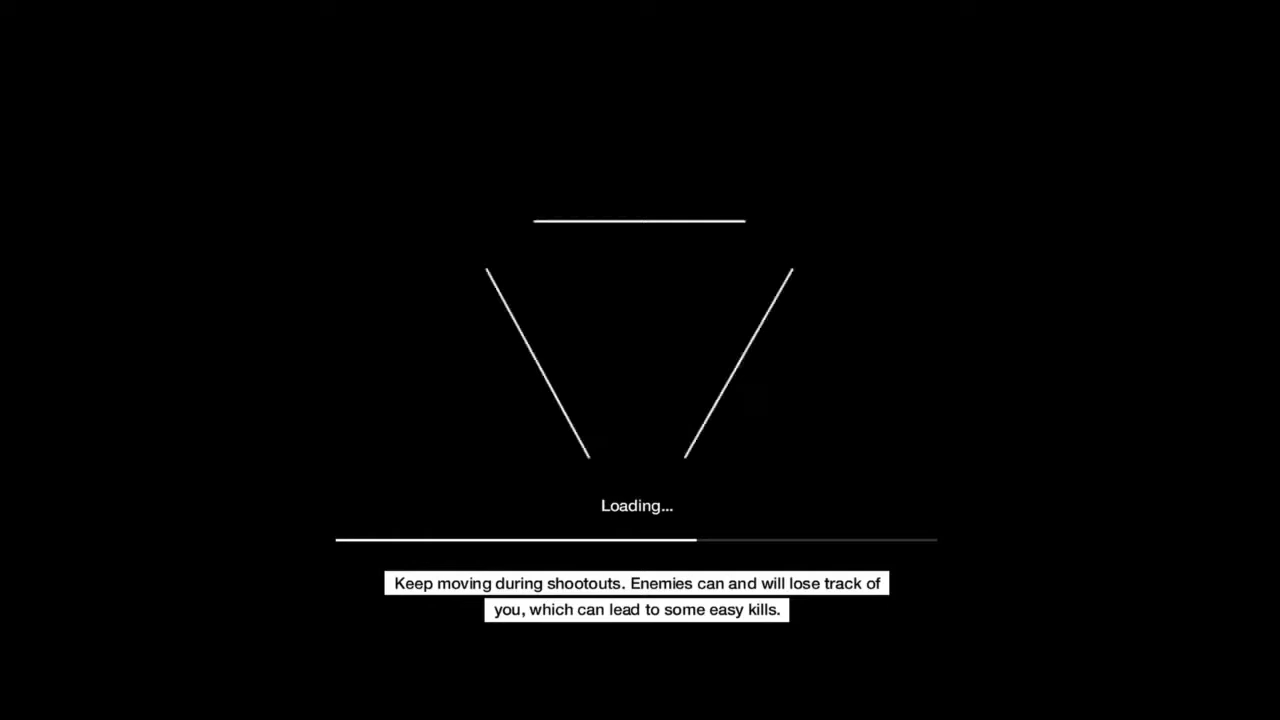 Loading...
Keep moving during shootouts. Enemies can and will lose track of
you, which can lead to some easy kills.